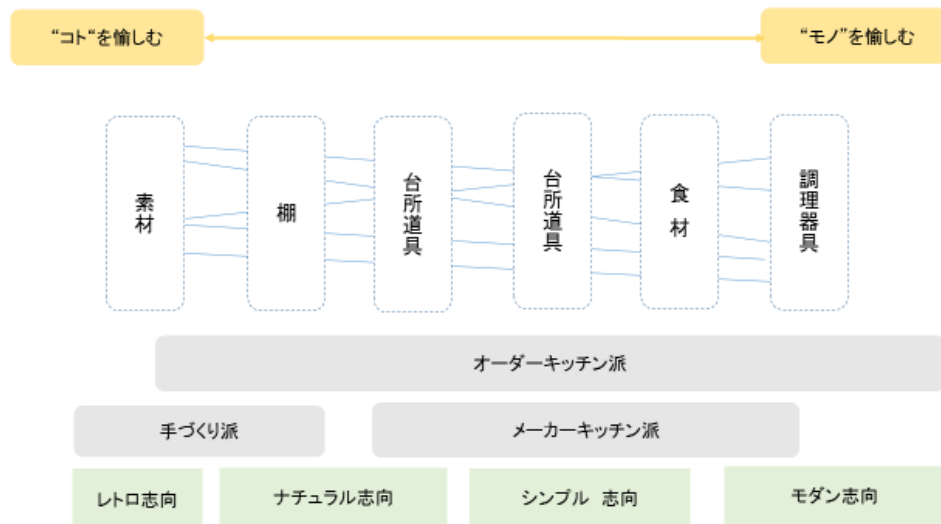 “コト“を愉しむ
“モノ”を愉しむ
素材
棚
台所道具
台所道具
食 材
調理器具
オーダーキッチン派
手づくり派
メーカーキッチン派
レトロ志向
ナチュラル志向
シンプル 志向
モダン志向